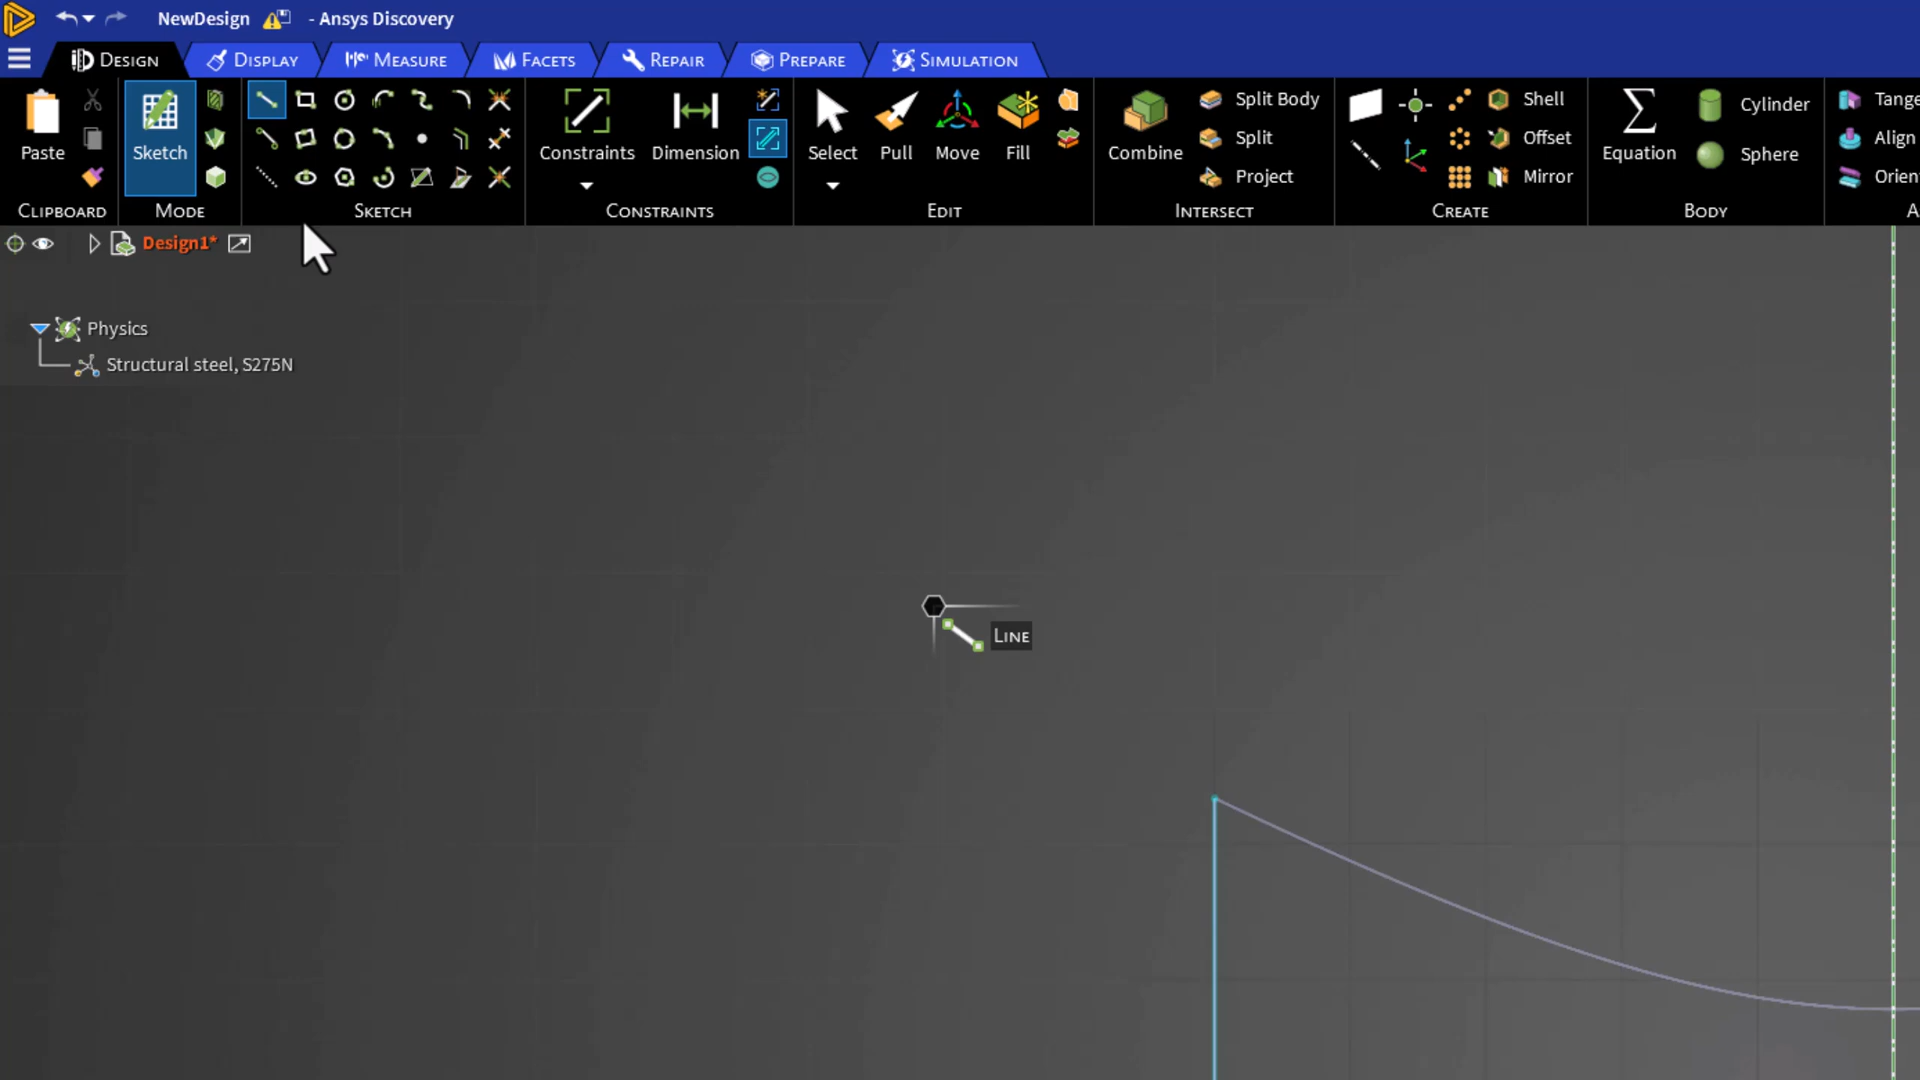 NewDesign - Ansys Discovery
DESIGN DISPLAY MEASURE FACETS REPAIR PREPARE SIMULATION
Paste Sketch Constraints Dimension Select Pull Move Fill Combine Split Body Shell Equation Cylinder Tange
Split Offset Align
Project Mirror Sphere Orien
CLIPBOARD MODE SKETCH CONSTRAINTS EDIT INTERSECT CREATE BODY A
Design1*
Physics
Structural steel, S275N
LINE